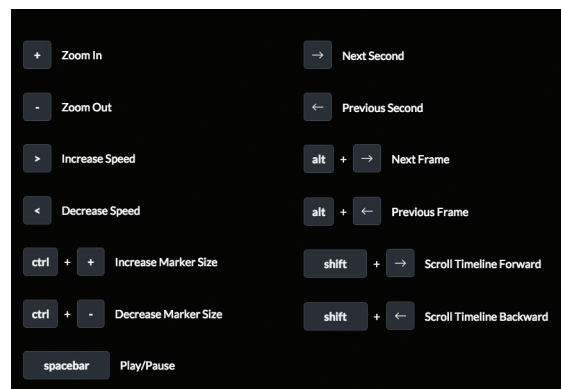 + Zoom In
- Zoom Out
> Increase Speed
< Decrease Speed
ctrl + + Increase Marker Size
ctrl + - Decrease Marker Size
spacebar Play/Pause
→ Next Second
← Previous Second
alt + → Next Frame
alt + ← Previous Frame
shift + → Scroll Timeline Forward
shift + ← Scroll Timeline Backward